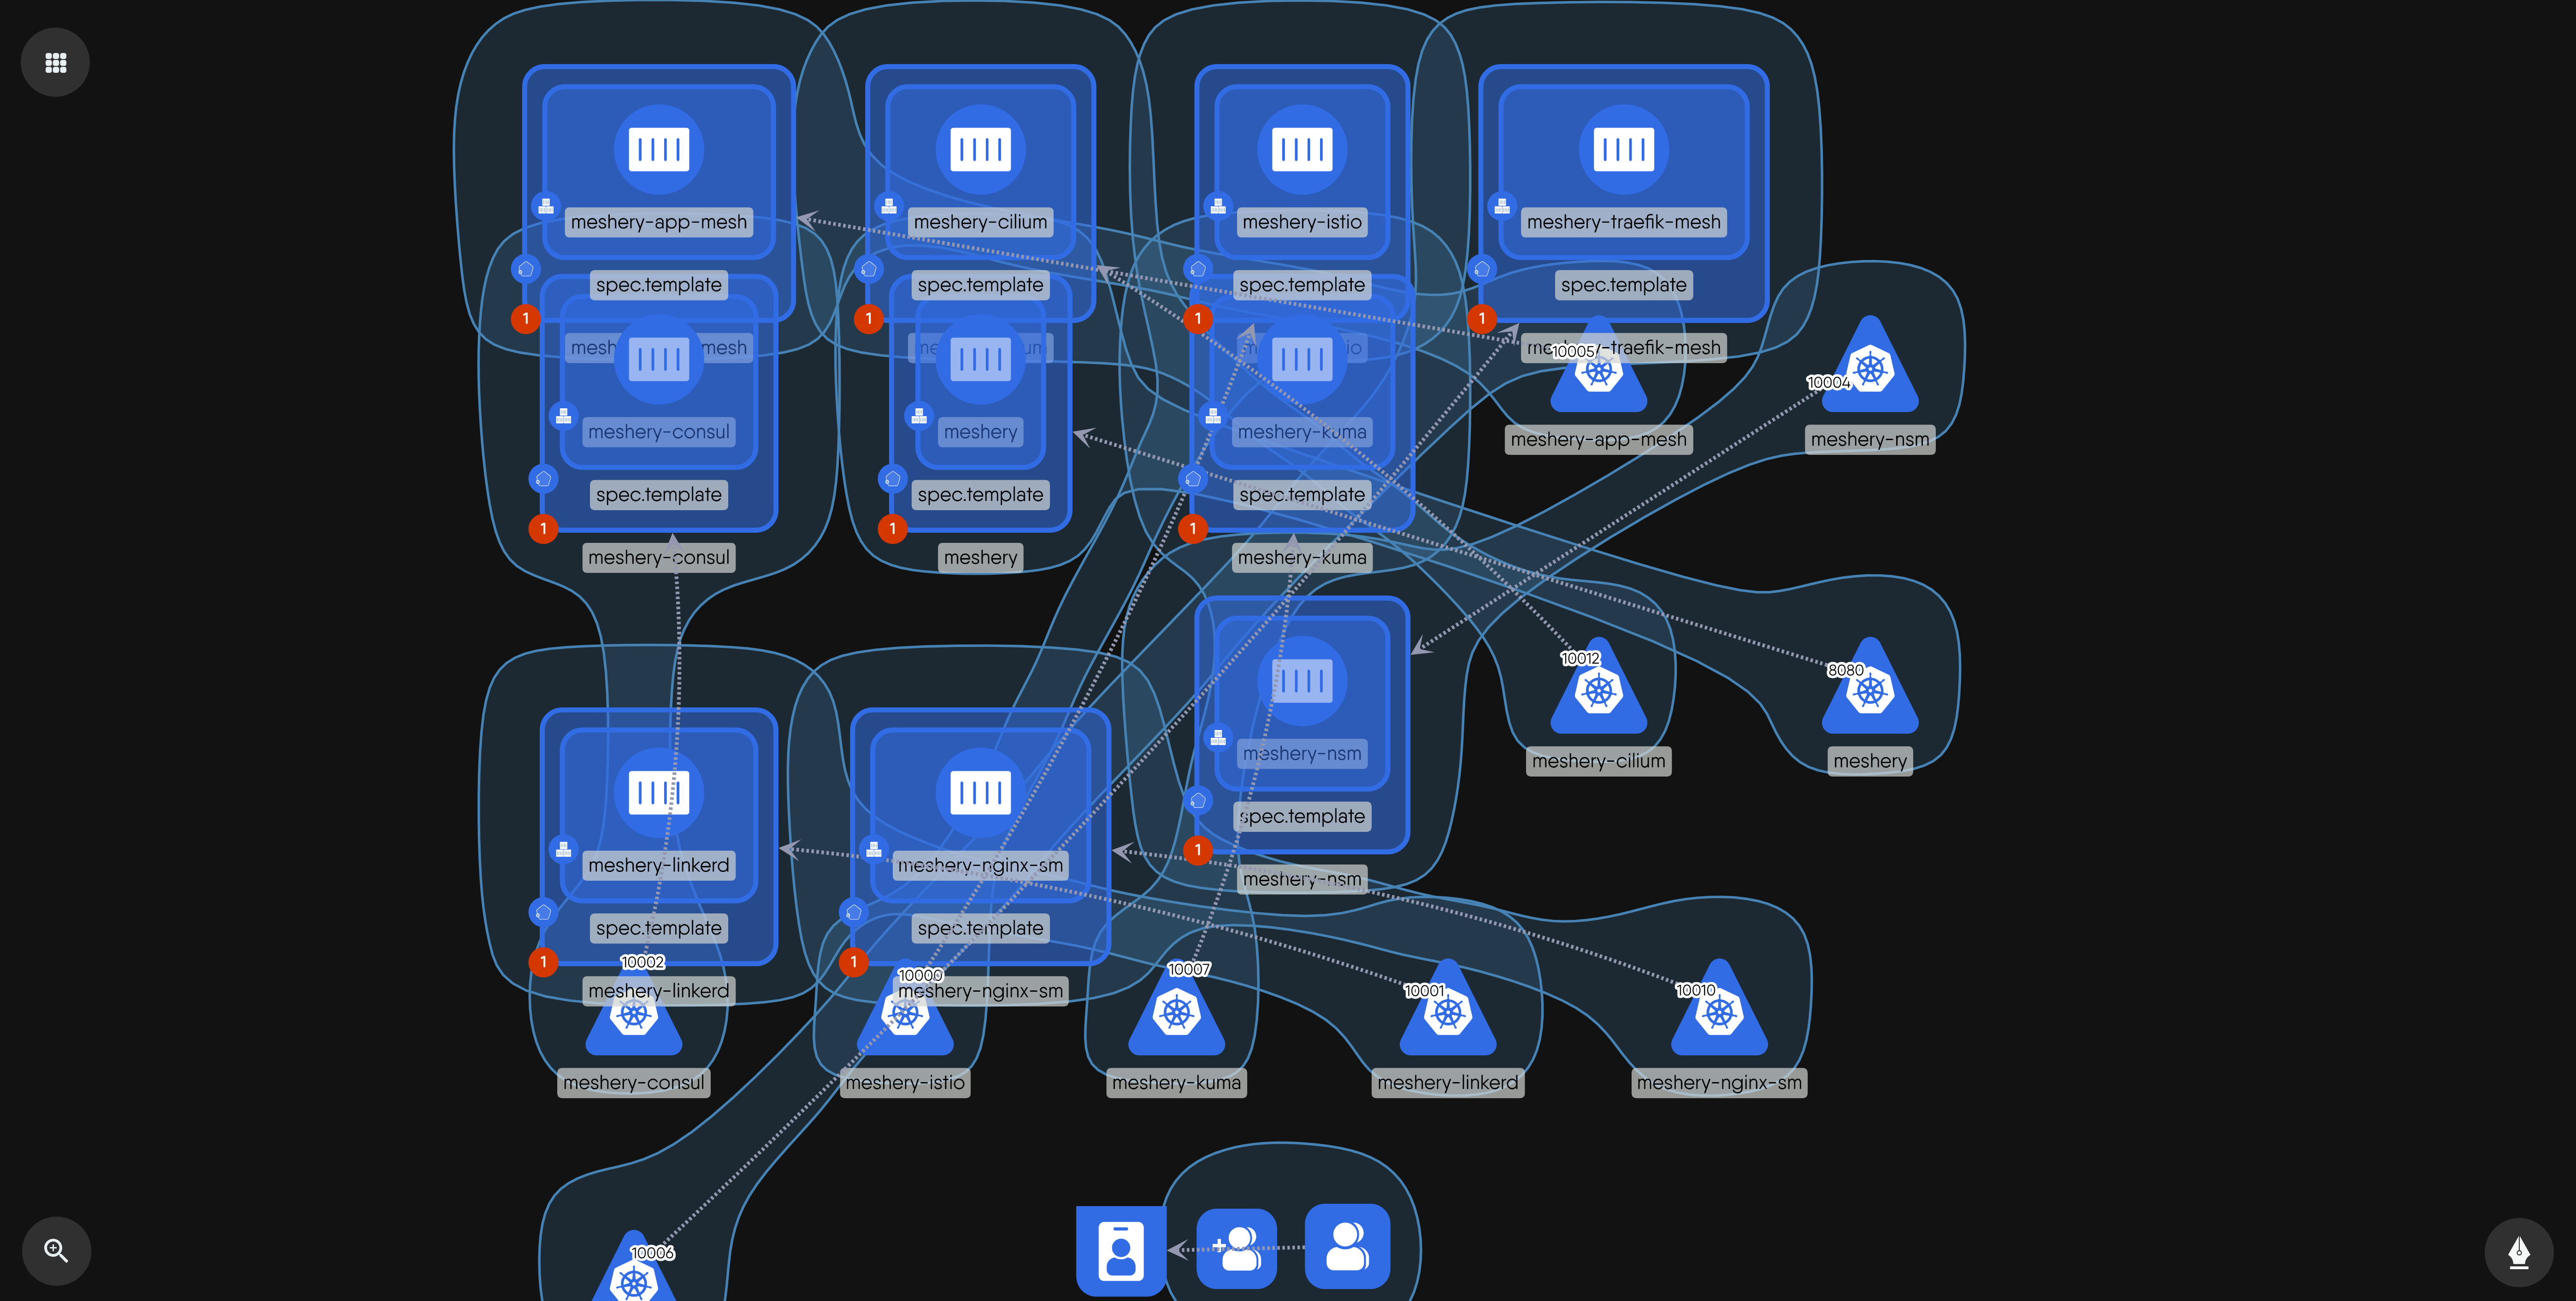 meshery-app-mesh
meshery-cilium
meshery-istio
meshery-traefik-mesh
spec.template
spec.template
spec.template
spec.template
1
1
1
1
mesh
mesh
meshery-traefik-mesh
10005
10004
meshery-consul
meshery
meshery-kuma
meshery-app-mesh
meshery-nsm
spec.template
spec.template
spec.template
1
1
1
meshery-consul
meshery
meshery-kuma
10012
8080
meshery-nsm
meshery-cilium
meshery
spec.template
1
meshery-linkerd
meshery-nginx-sm
meshery-nsm
spec.template
spec.template
1
1
10002
10000
10007
10001
10010
meshery-linkerd
meshery-nginx-sm
meshery-consul
meshery-istio
meshery-kuma
meshery-linkerd
meshery-nginx-sm
10006